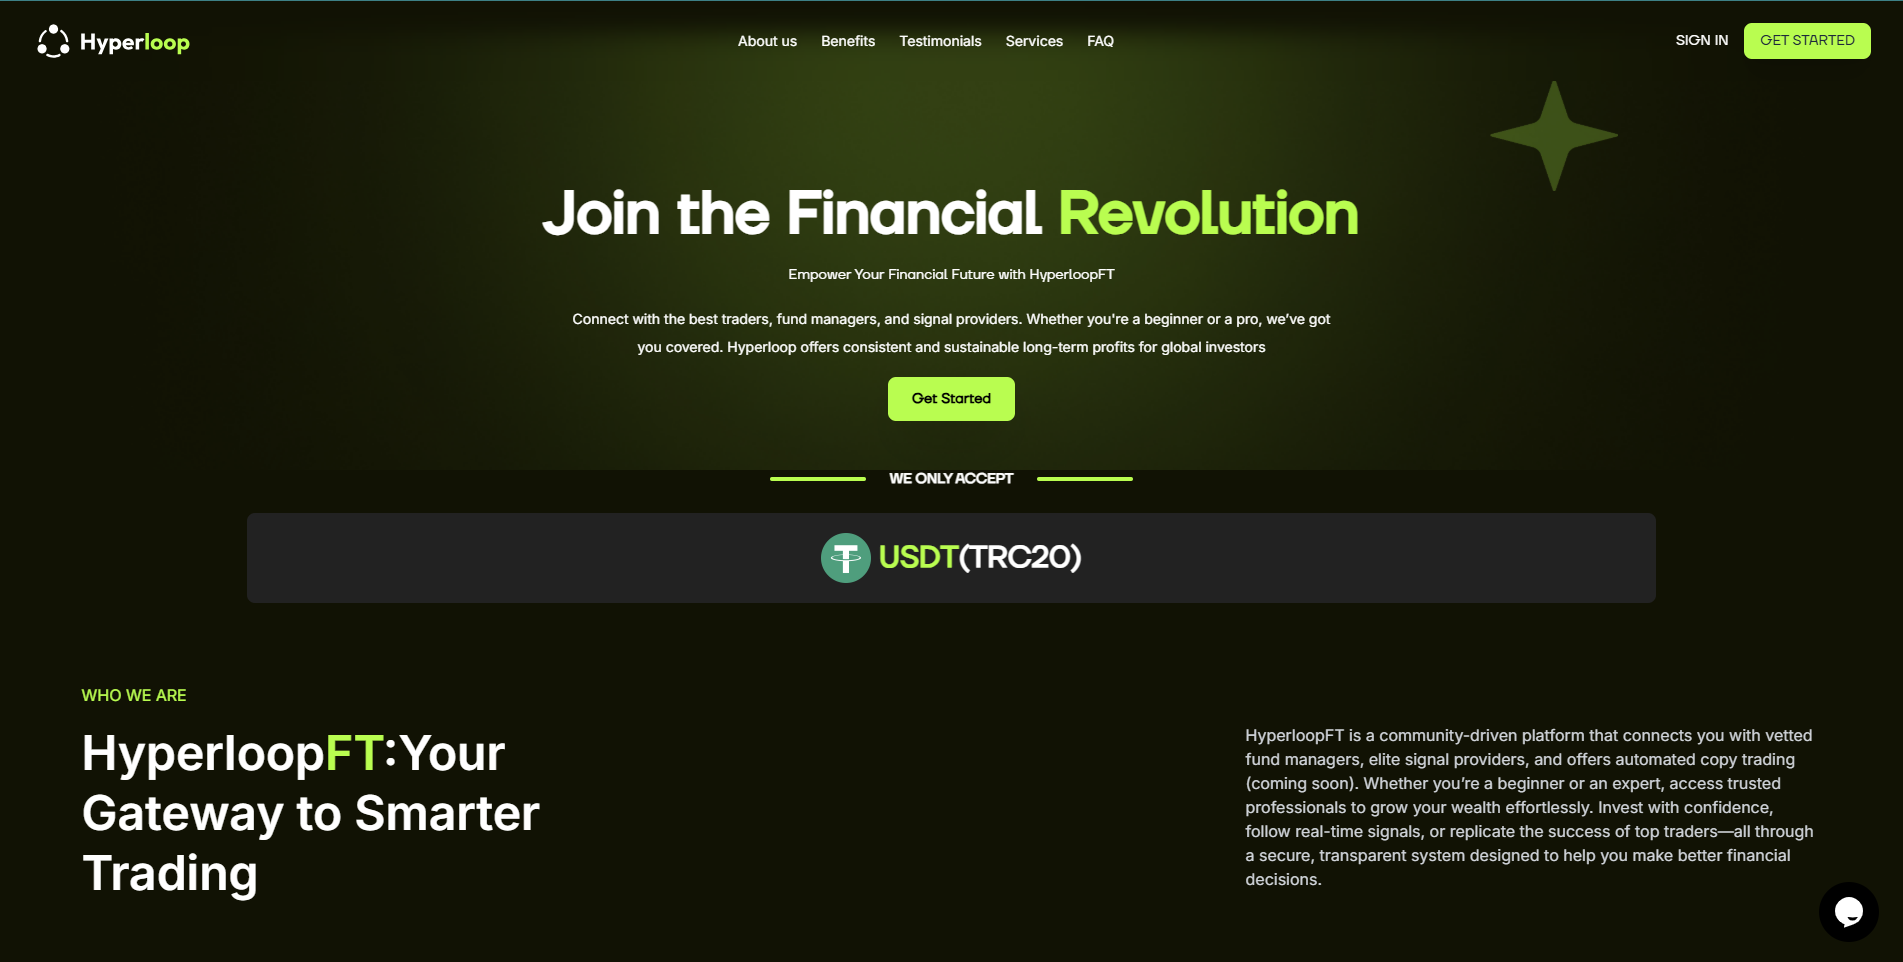 Hyperloop
About us Benefits Testimonials Services FAQ
SIGN IN GET STARTED
Join the Financial Revolution
Empower Your Financial Future with HyperloopFT
Connect with the best traders, fund managers, and signal providers. Whether you're a beginner or a pro, we’ve got
you covered. Hyperloop offers consistent and sustainable long-term profits for global investors
Get Started
WE ONLY ACCEPT
USDT(TRC20)
WHO WE ARE
HyperloopFT:Your
Gateway to Smarter
Trading
HyperloopFT is a community-driven platform that connects you with vetted
fund managers, elite signal providers, and offers automated copy trading
(coming soon). Whether you’re a beginner or an expert, access trusted
professionals to grow your wealth effortlessly. Invest with confidence,
follow real-time signals, or replicate the success of top traders—all through
a secure, transparent system designed to help you make better financial
decisions.